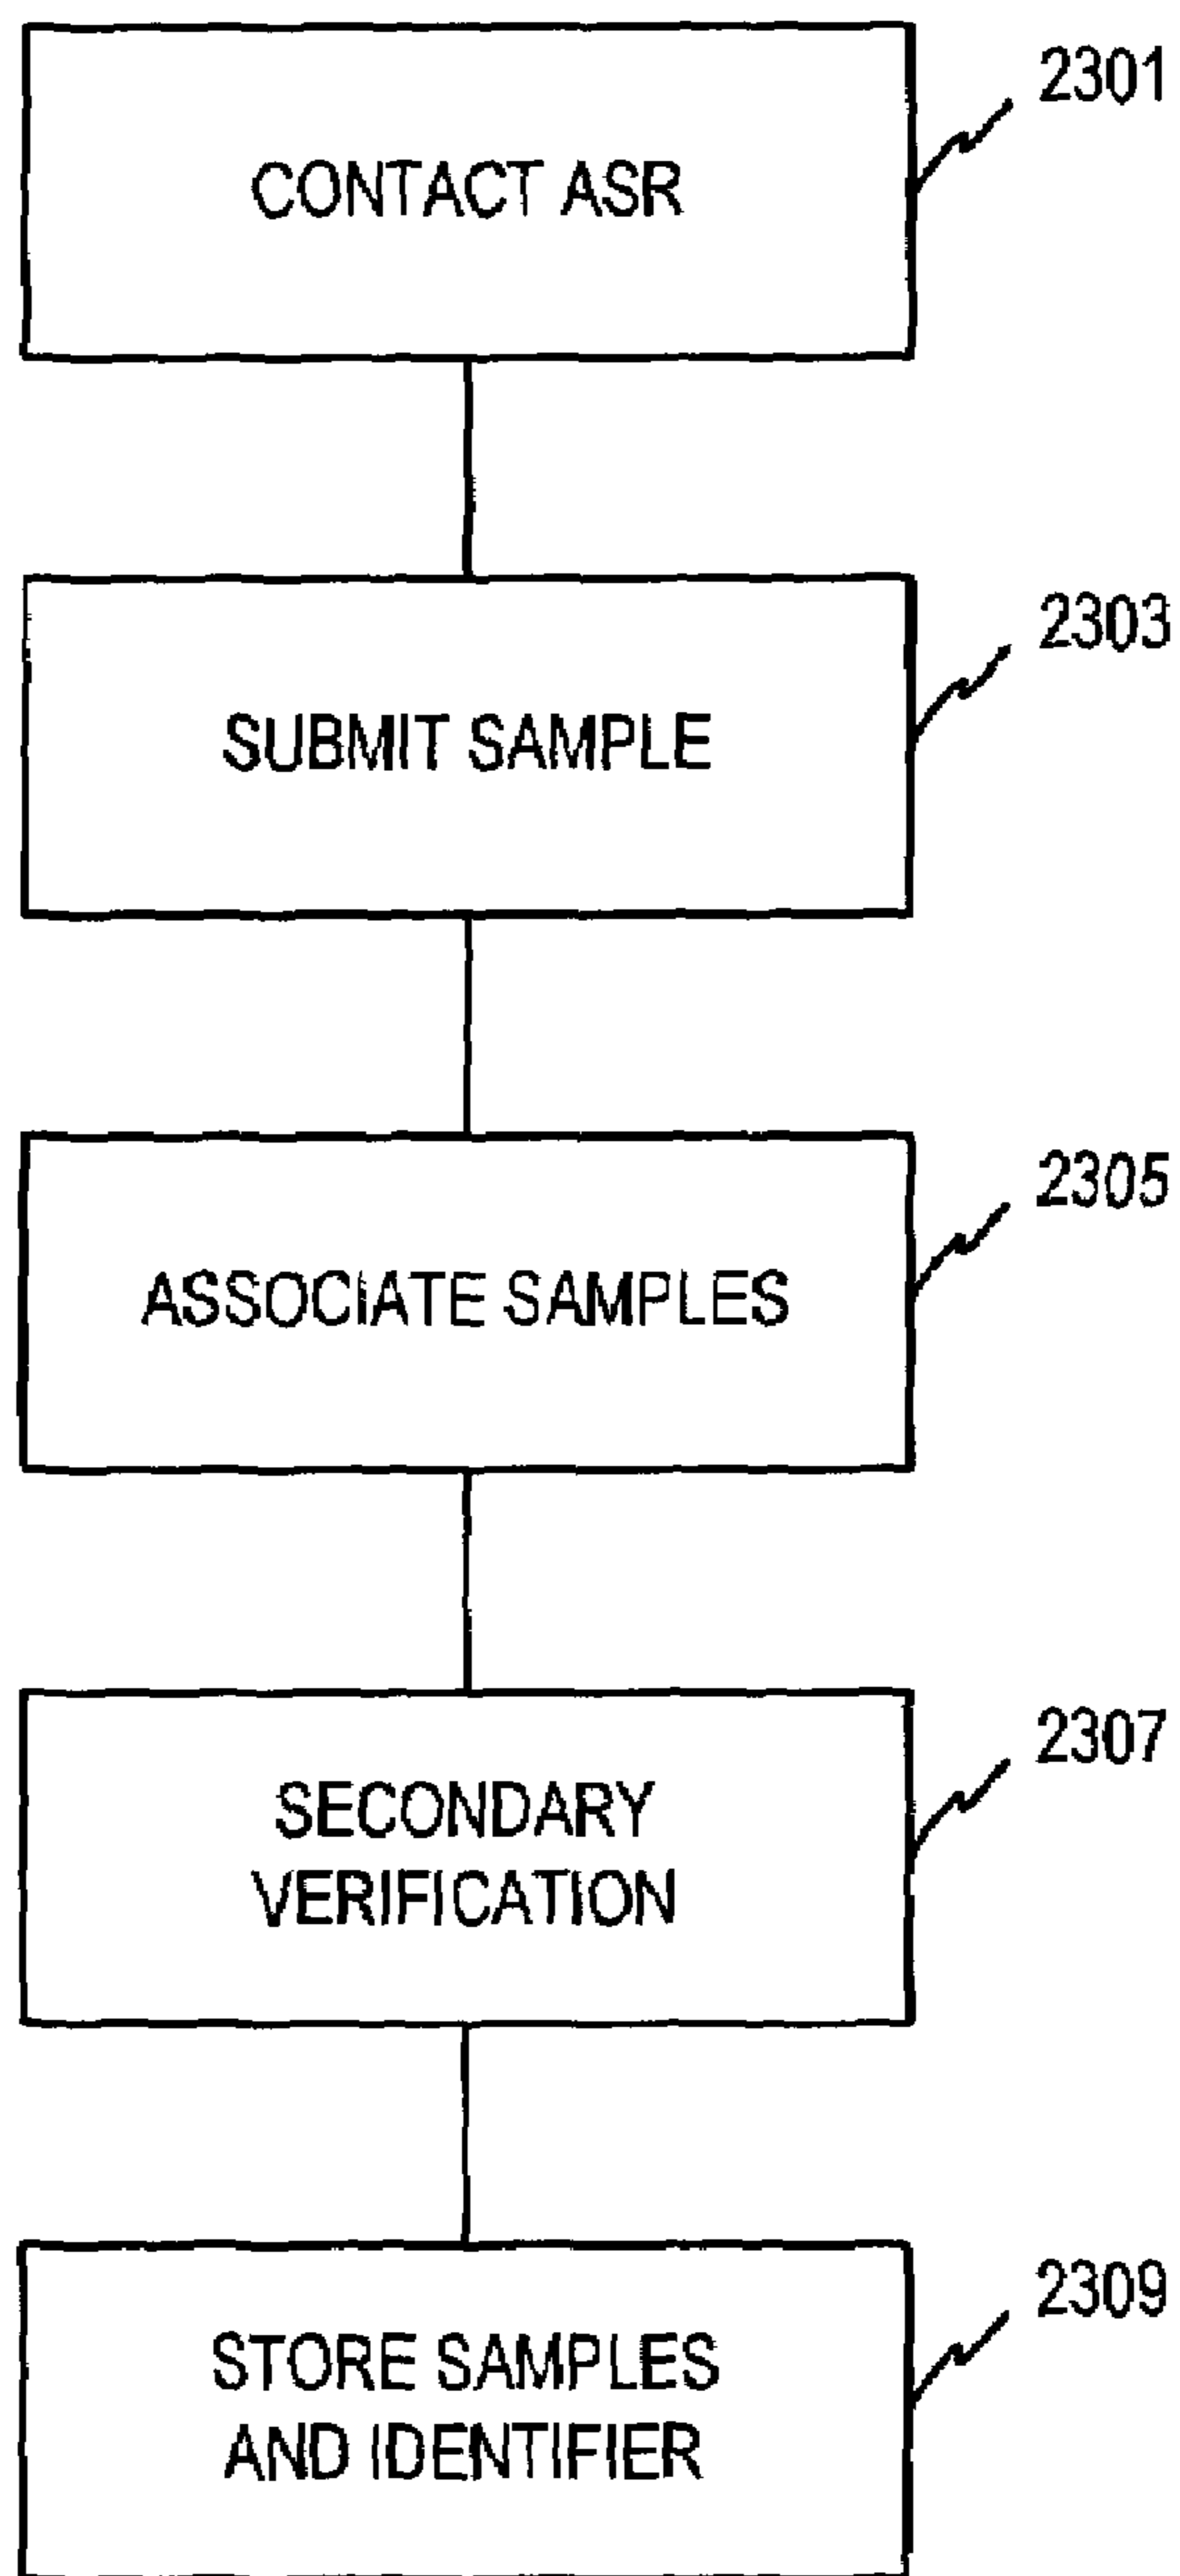 CONTACT ASR
2301
SUBMIT SAMPLE
2303
ASSOCIATE SAMPLES
2305
SECONDARY
VERIFICATION
2307
STORE SAMPLES
AND IDENTIFIER
2309